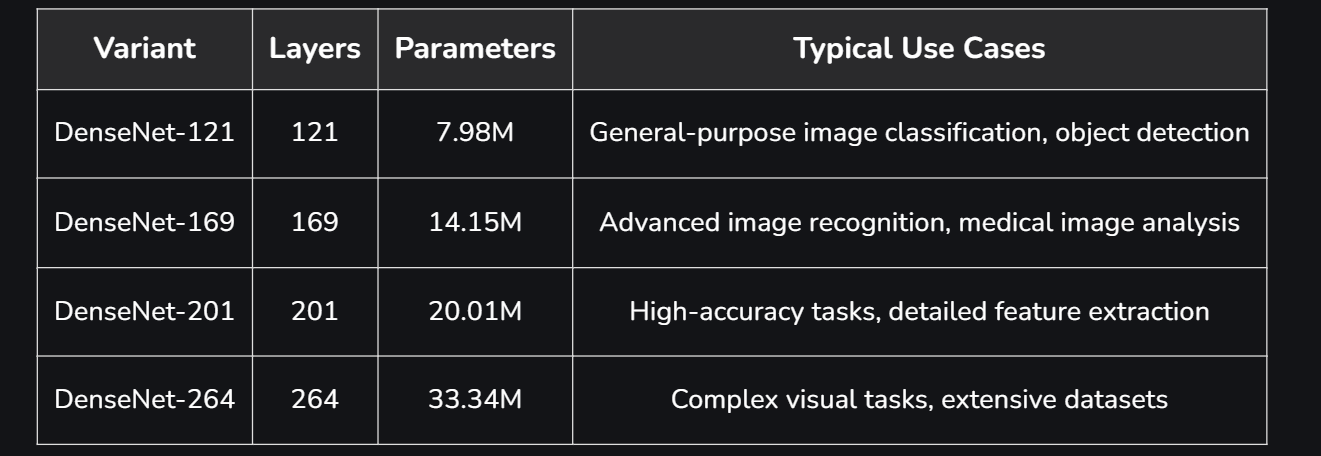 Variant Layers Parameters Typical Use Cases
DenseNet-121 121 7.98M General-purpose image classification, object detection
DenseNet-169 169 14.15M Advanced image recognition, medical image analysis
DenseNet-201 201 20.01M High-accuracy tasks, detailed feature extraction
DenseNet-264 264 33.34M Complex visual tasks, extensive datasets